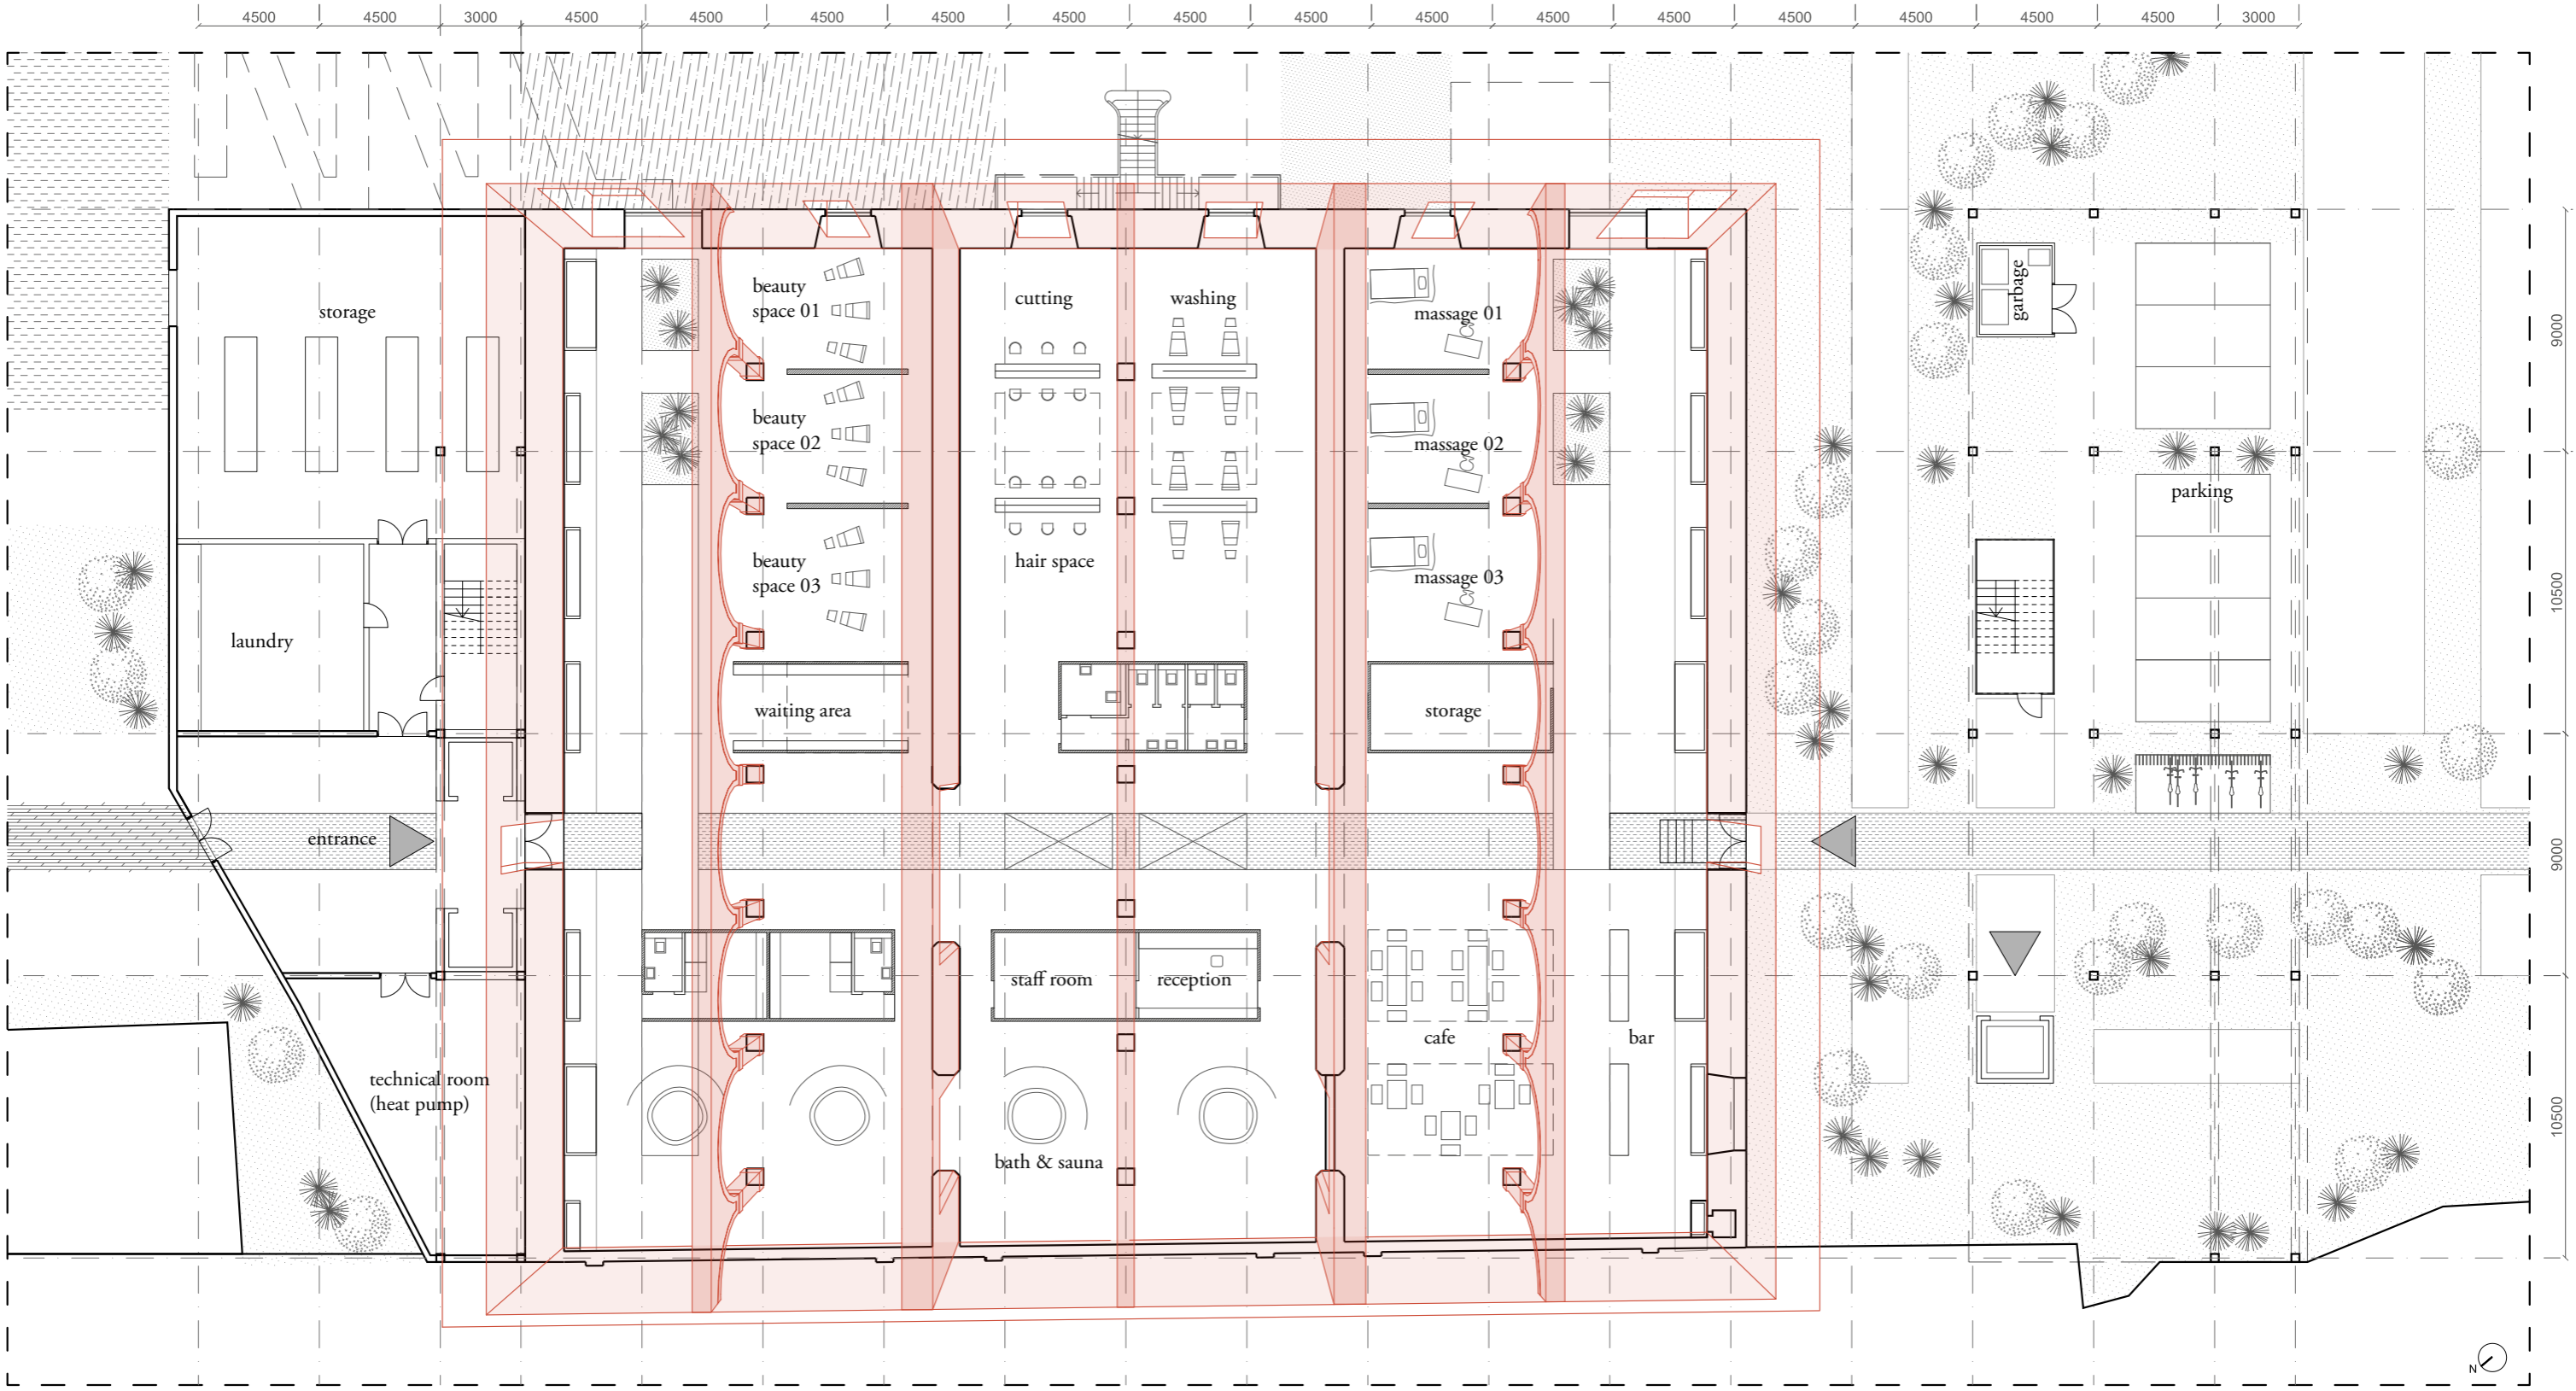 4500 4500 3000 4500 4500 4500 4500 4500 4500 4500 4500 4500 4500 4500 4500 4500 4500 3000
garbage
9000
beauty
space 01
cutting
washing
massage 01
storage
beauty
space 02
massage 02
parking
beauty
space 03
hair space
massage 03
10500
laundry
waiting area
storage
entrance
9000
staff room
reception
cafe
bar
technical room
(heat pump)
bath & sauna
10500
N